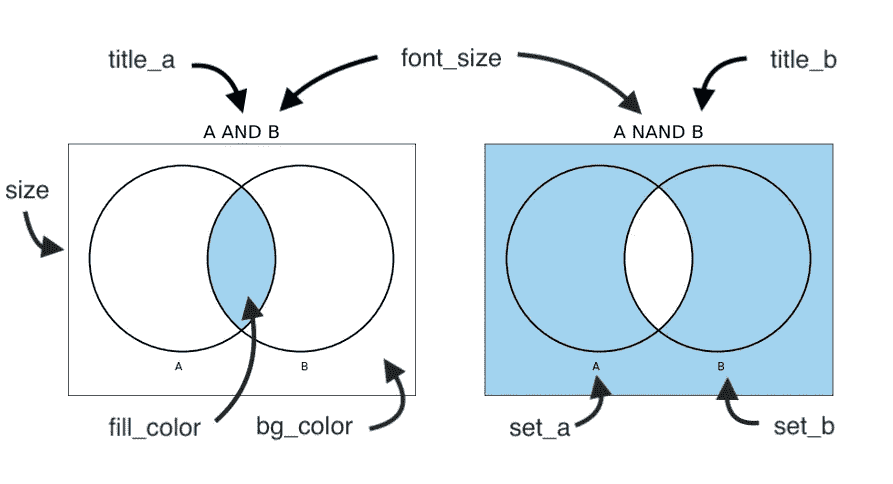 title_a
font_size
title_b
A AND B
A NAND B
size
A
B
A
B
fill_color
bg_color
set_a
set_b